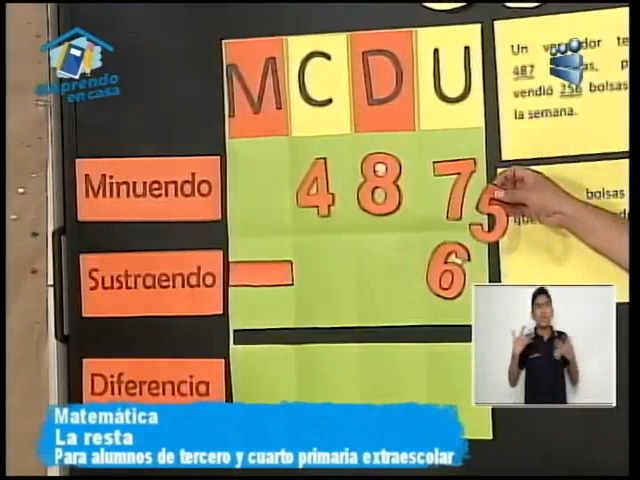 aprendo
en casa
M C D U
Minuendo 4 8 7
5
Sustraendo 6
Diferencia
Un vendedor
487
vendió 256 bolsas
la semana.
bolsas
Matemática
La resta
Para alumnos de tercero y cuarto primaria extraescolar